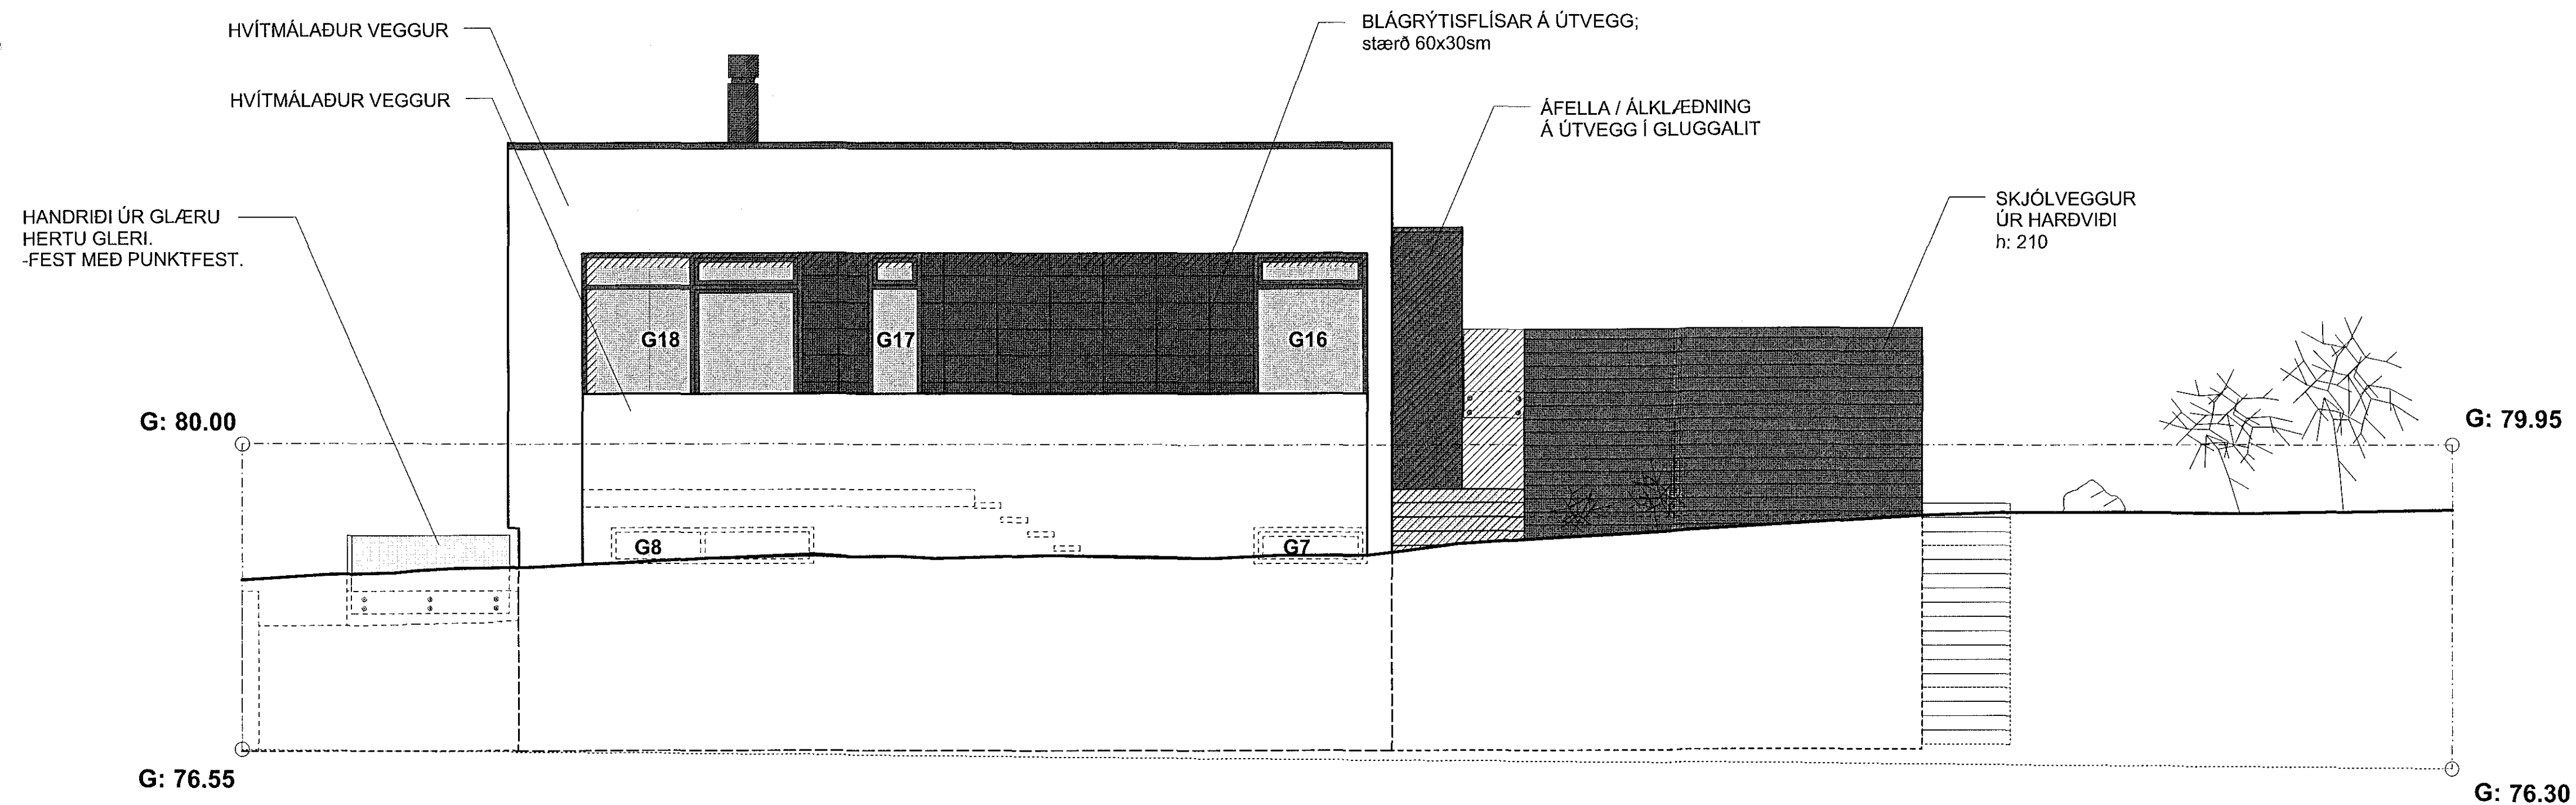 HVÍTMÁLAÐUR VEGGUR
HVÍTMÁLAÐUR VEGGUR
BLÁGRÝTISFLÍSAR Á ÚTVEGG;
stærð 60x30sm
ÁFELLA / ÁLKLÆÐNING
Á ÚTVEGG Í GLUGGALIT
SKJÓLVEGGUR
ÚR HARÐVIÐI
h: 210
HANDRIÐI ÚR GLÆRU
HERTU GLERI.
-FEST MEÐ PUNKTFEST.
G18
G17
G16
G: 80.00
G: 79.95
G8
G7
G: 76.55
G: 76.30